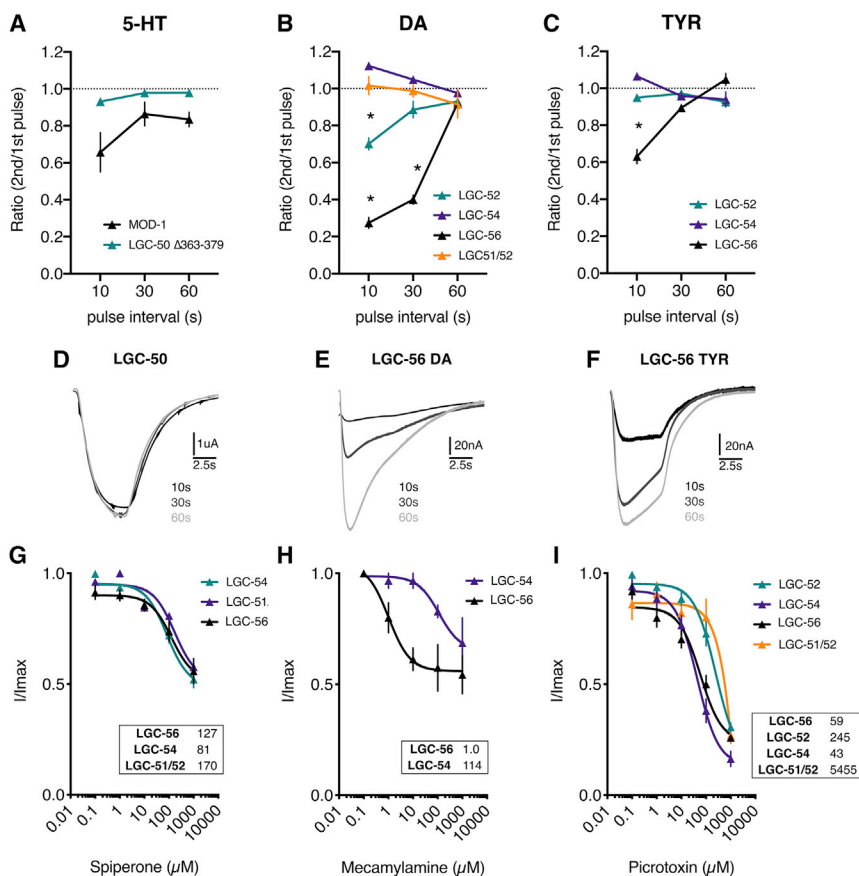 A 5-HT
B DA
C TYR
Ratio (2nd/1st pulse)
1.2
1.0
0.8
0.6
0.4
0.2
0.0
MOD-1
LGC-50 Δ363-379
10 30 60
pulse interval (s)
Ratio (2nd/1st pulse)
1.2
1.0
0.8
0.6
0.4
0.2
0.0
*
*
*
LGC-52
LGC-54
LGC-56
LGC51/52
10 30 60
pulse interval (s)
Ratio (2nd/1st pulse)
1.2
1.0
0.8
0.6
0.4
0.2
0.0
*
LGC-52
LGC-54
LGC-56
10 30 60
pulse interval (s)
D LGC-50
1uA
2.5s
10s
30s
60s
E LGC-56 DA
20nA
2.5s
10s
30s
60s
F LGC-56 TYR
20nA
2.5s
10s
30s
60s
G
I/Imax
1.0
0.5
0.0
LGC-54
LGC-51.
LGC-56
LGC-56 127
LGC-54 81
LGC-51/52 170
0.01 0.1 1 10 100 1000 10000
Spiperone (µM)
H
I/Imax
1.0
0.5
0.0
LGC-54
LGC-56
LGC-56 1.0
LGC-54 114
0.01 0.1 1 10 100 1000 10000
Mecamylamine (µM)
I
I/Imax
1.0
0.5
0.0
LGC-52
LGC-54
LGC-56
LGC-51/52
LGC-56 59
LGC-52 245
LGC-54 43
LGC-51/52 5455
0.01 0.1 1 10 100 1000 10000
Picrotoxin (µM)